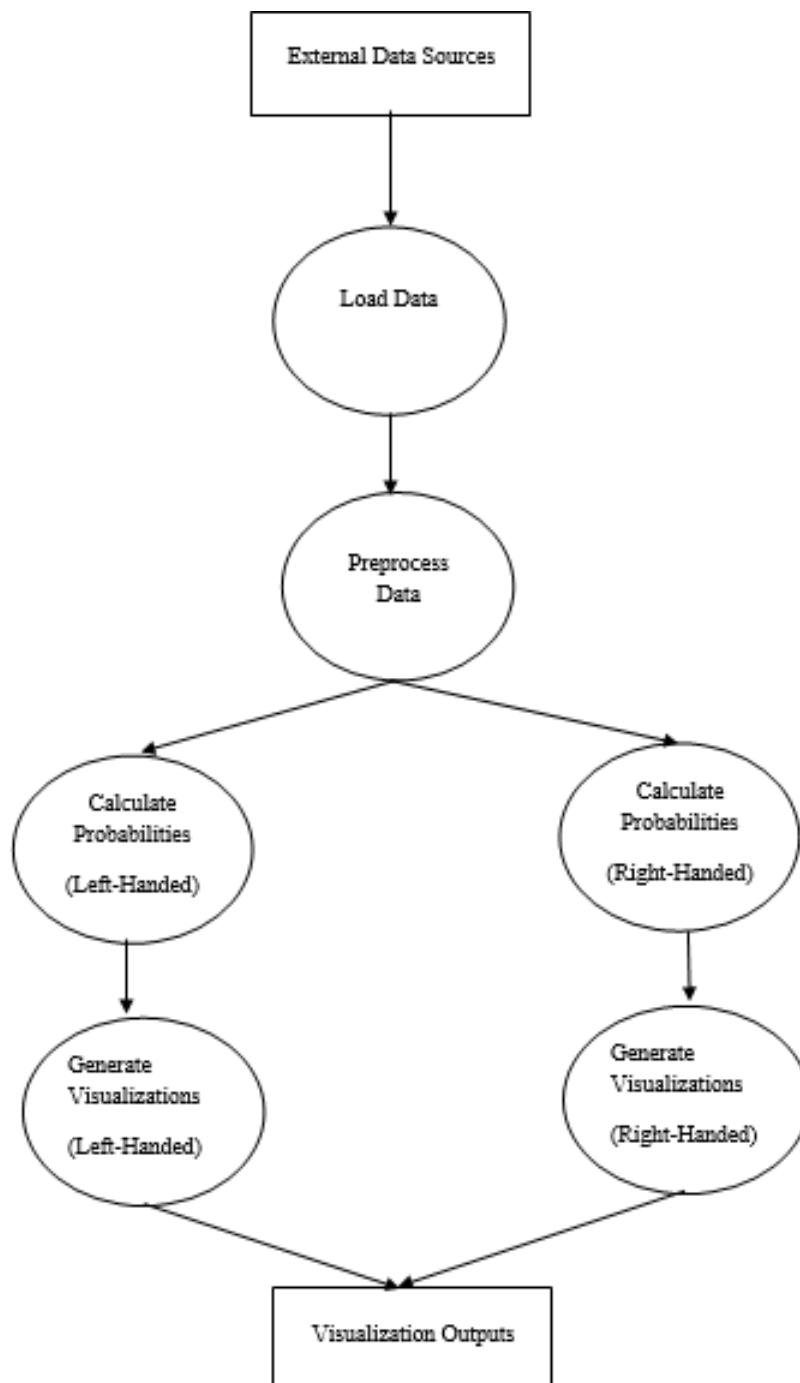 External Data Sources
Load Data
Preprocess
Data
Calculate
Probabilities
(Left-Handed)
Calculate
Probabilities
(Right-Handed)
Generate
Visualizations
(Left-Handed)
Generate
Visualizations
(Right-Handed)
Visualization Outputs